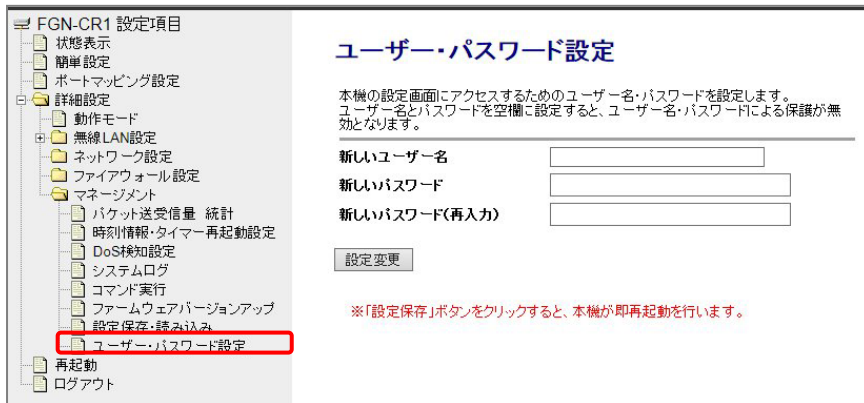 FGN-CR1 設定項目
状態表示
簡単設定
ポートマッピング設定
詳細設定
動作モード
無線LAN設定
ネットワーク設定
ファイアウォール設定
マネージメント
パケット送受信量 統計
時刻情報・タイマー再起動設定
DoS検知設定
システムログ
コマンド実行
ファームウェアバージョンアップ
設定保存・読み込み
ユーザー・パスワード設定
再起動
ログアウト
ユーザー・パスワード設定
本機の設定画面にアクセスするためのユーザー名・パスワードを設定します。
ユーザー名とパスワードを空欄に設定すると、ユーザー名・パスワードによる保護が無
効となります。
新しいユーザー名
新しいパスワード
新しいパスワード(再入力)
設定変更
※「設定保存」ボタンをクリックすると、本機が即再起動を行います。